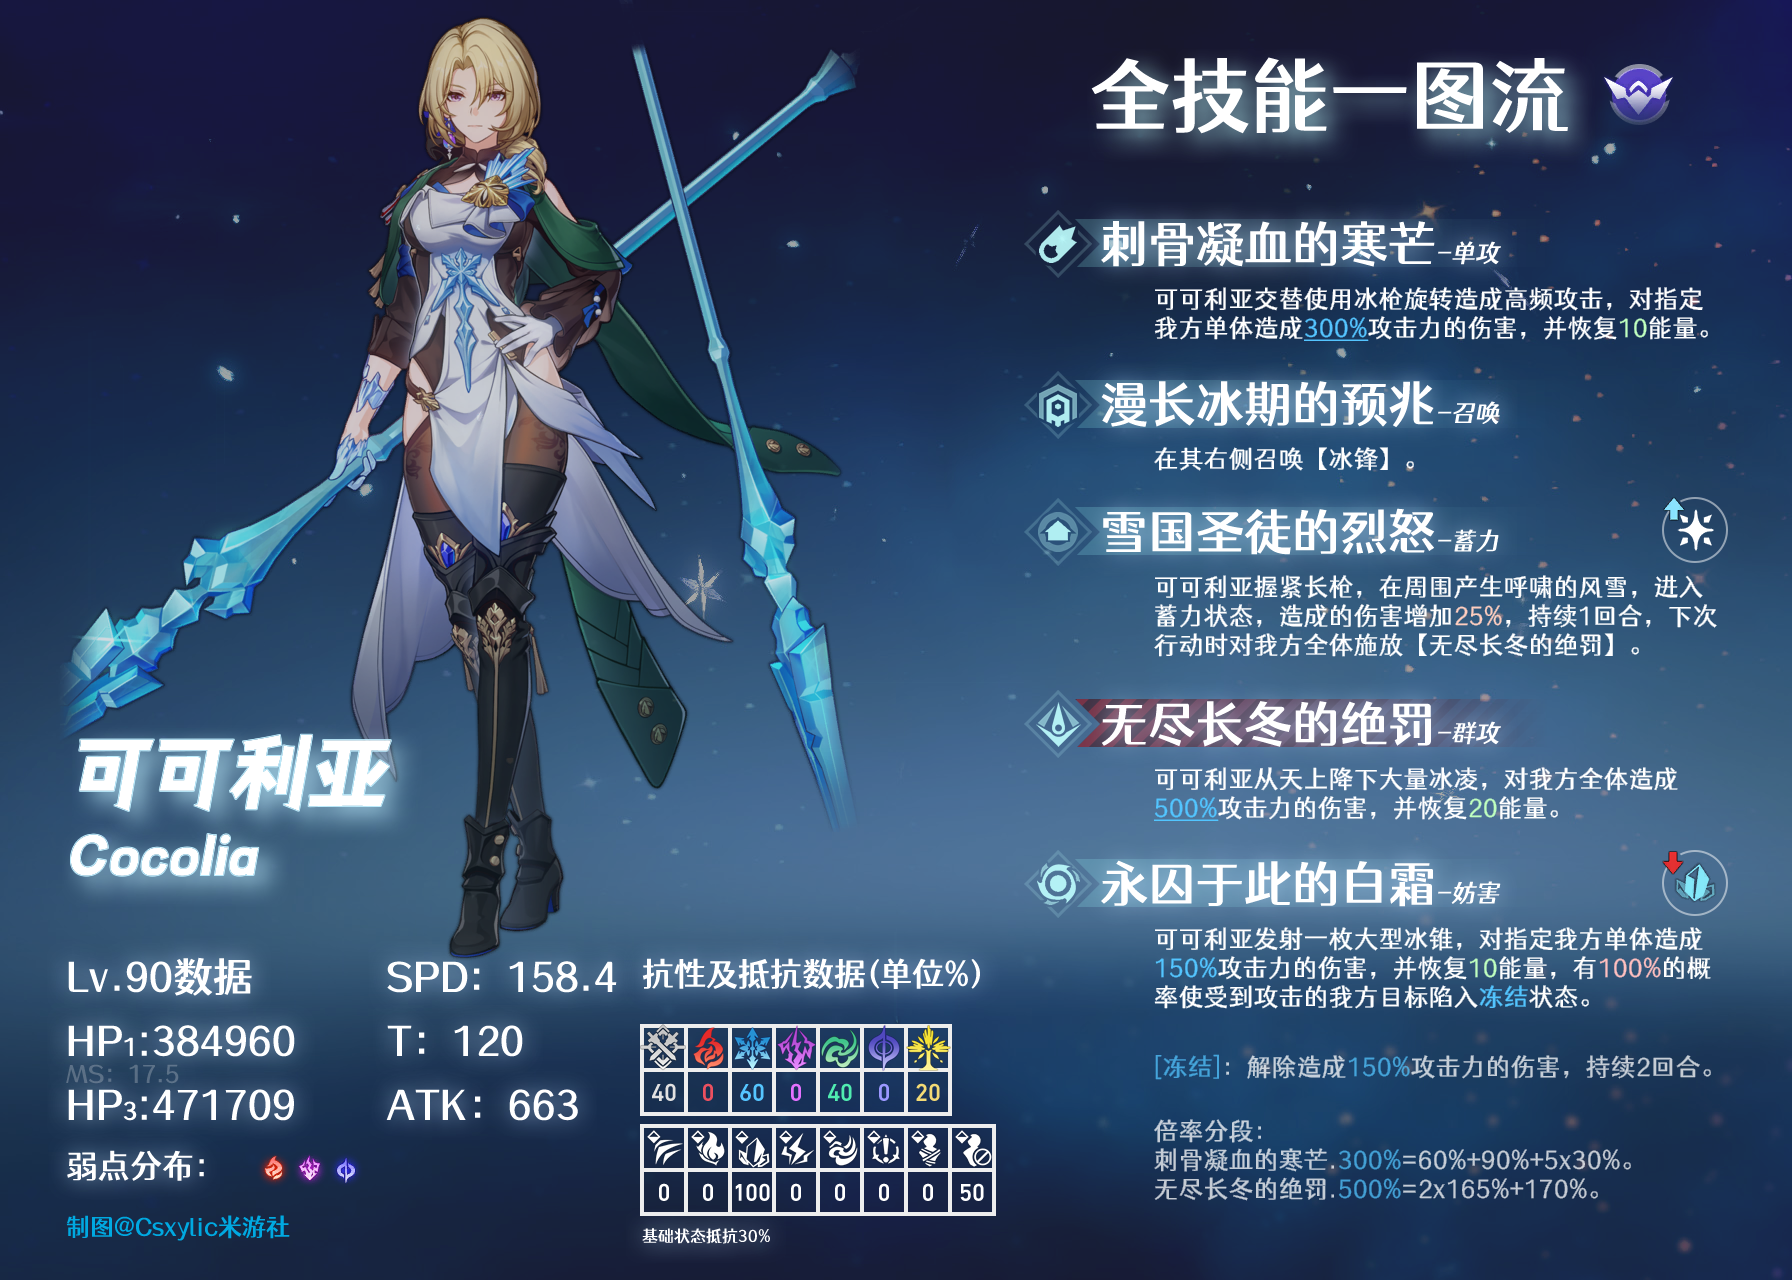 全技能一图流
刺骨凝血的寒芒-单攻
可可利亚交替使用冰枪旋转造成高频攻击，对指定
我方单体造成300%攻击力的伤害，并恢复10能量。
漫长冰期的预兆-召唤
在其右侧召唤【冰锋】。
雪国圣徒的烈怒-蓄力
可可利亚握紧长枪，在周围产生呼啸的风雪，进入
蓄力状态，造成的伤害增加25%，持续1回合，下次
行动时对我方全体施放【无尽长冬的绝罚】。
无尽长冬的绝罚-群攻
可可利亚从天上降下大量冰凌，对我方全体造成
500%攻击力的伤害，并恢复20能量。
永囚于此的白霜-妨害
可可利亚发射一枚大型冰锥，对指定我方单体造成
150%攻击力的伤害，并恢复10能量，有100%的概
率使受到攻击的我方目标陷入冻结状态。
[冻结]：解除造成150%攻击力的伤害，持续2回合。
倍率分段：
刺骨凝血的寒芒.300%=60%+90%+5x30%。
无尽长冬的绝罚.500%=2x165%+170%。
可可利亚
Cocolia
Lv.90数据
SPD：158.4
HP1:384960
T：120
MS：17.5
HP3:471709
ATK：663
弱点分布：
制图@Csxylic米游社
抗性及抵抗数据(单位%)
40 0 60 0 40 0 20
0 0 100 0 0 0 0 50
基础状态抵抗30%